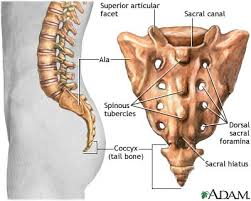 Superior articular
facet
Sacral canal
Ala
Spinous
tubercles
Dorsal
sacral
foramina
Coccyx
(tail bone)
Sacral hiatus
ADAM.